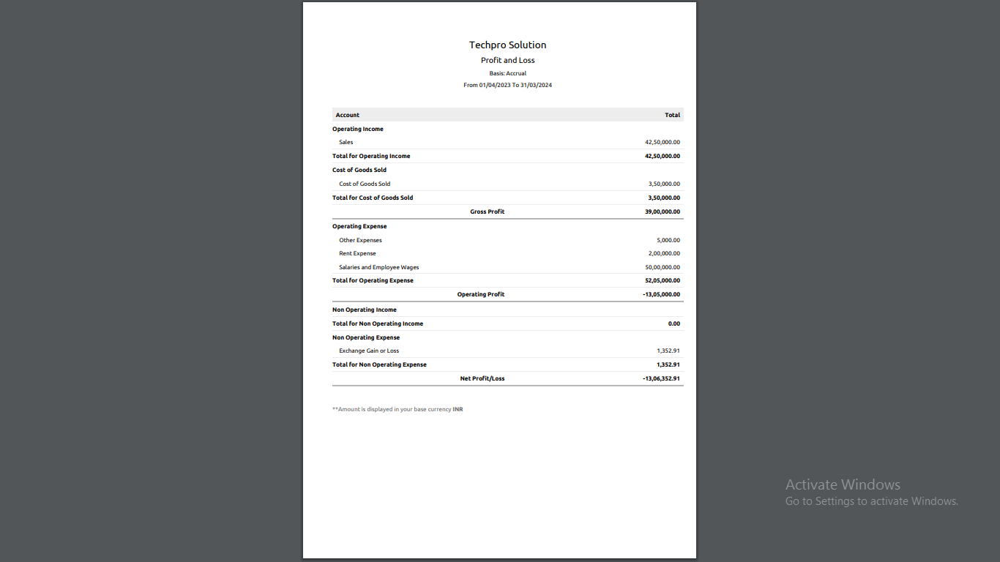 Techpro Solution
Profit and Loss
Basis: Accrual
From 01/04/2023 To 31/03/2024
Account Total
Operating Income
Sales 42,50,000.00
Total for Operating Income 42,50,000.00
Cost of Goods Sold
Cost of Goods Sold 3,50,000.00
Total for Cost of Goods Sold 3,50,000.00
Gross Profit 39,00,000.00
Operating Expense
Other Expenses 5,000.00
Rent Expense 2,00,000.00
Salaries and Employee Wages 50,00,000.00
Total for Operating Expense 52,05,000.00
Operating Profit -13,05,000.00
Non Operating Income
Total for Non Operating Income 0.00
Non Operating Expense
Exchange Gain or Loss 1,352.91
Total for Non Operating Expense 1,352.91
Net Profit/Loss -13,06,352.91
**Amount is displayed in your base currency INR
Activate Windows
Go to Settings to activate Windows.